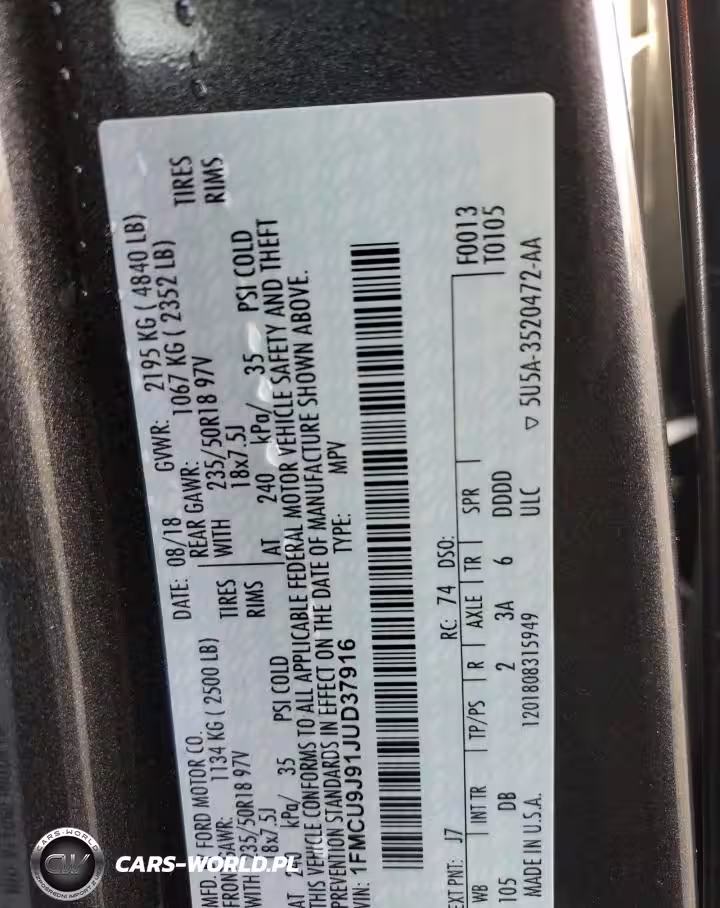 MFD. FORD MOTOR CO. DATE: 08/18 GVWR: 2195 KG ( 4840 LB)
FRONT GAWR: 1134 KG ( 2500 LB) REAR GAWR: 1067 KG ( 2352 LB)
WITH 235/50R18 97V TIRES WITH 235/50R18 97V TIRES
18x7.5J RIMS 18x7.5J RIMS
AT 240 kPa/ 35 PSI COLD AT 240 kPa/ 35 PSI COLD
THIS VEHICLE CONFORMS TO ALL APPLICABLE FEDERAL MOTOR VEHICLE SAFETY AND THEFT
PREVENTION STANDARDS IN EFFECT ON THE DATE OF MANUFACTURE SHOWN ABOVE.
VIN: 1FMCU9J91JUD37916 TYPE: MPV
EXT PNT: J7 RC: 74 DSO: F0013
T0105
WB INT TR TP/PS R AXLE TR SPR
105 DB 2 3A 6 DDDD
MADE IN U.S.A. 1201808315949 ULC ▽ 5U5A-3520472-AA
CARS-WORLD
CW
CARS-WORLD.PL